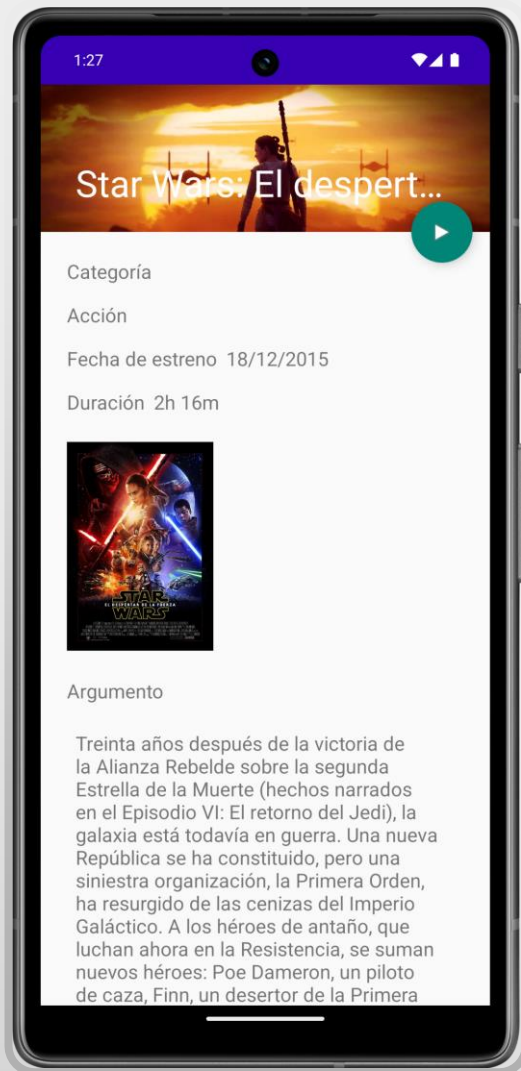 1:27
Star Wars: El despert...
Categoría
Acción
Fecha de estreno 18/12/2015
Duración 2h 16m
STAR
EL DESPERTAR DE LA FUERZA
WARS
Argumento
Treinta años después de la victoria de
la Alianza Rebelde sobre la segunda
Estrella de la Muerte (hechos narrados
en el Episodio VI: El retorno del Jedi), la
galaxia está todavía en guerra. Una nueva
República se ha constituido, pero una
siniestra organización, la Primera Orden,
ha resurgido de las cenizas del Imperio
Galáctico. A los héroes de antaño, que
luchan ahora en la Resistencia, se suman
nuevos héroes: Poe Dameron, un piloto
de caza, Finn, un desertor de la Primera